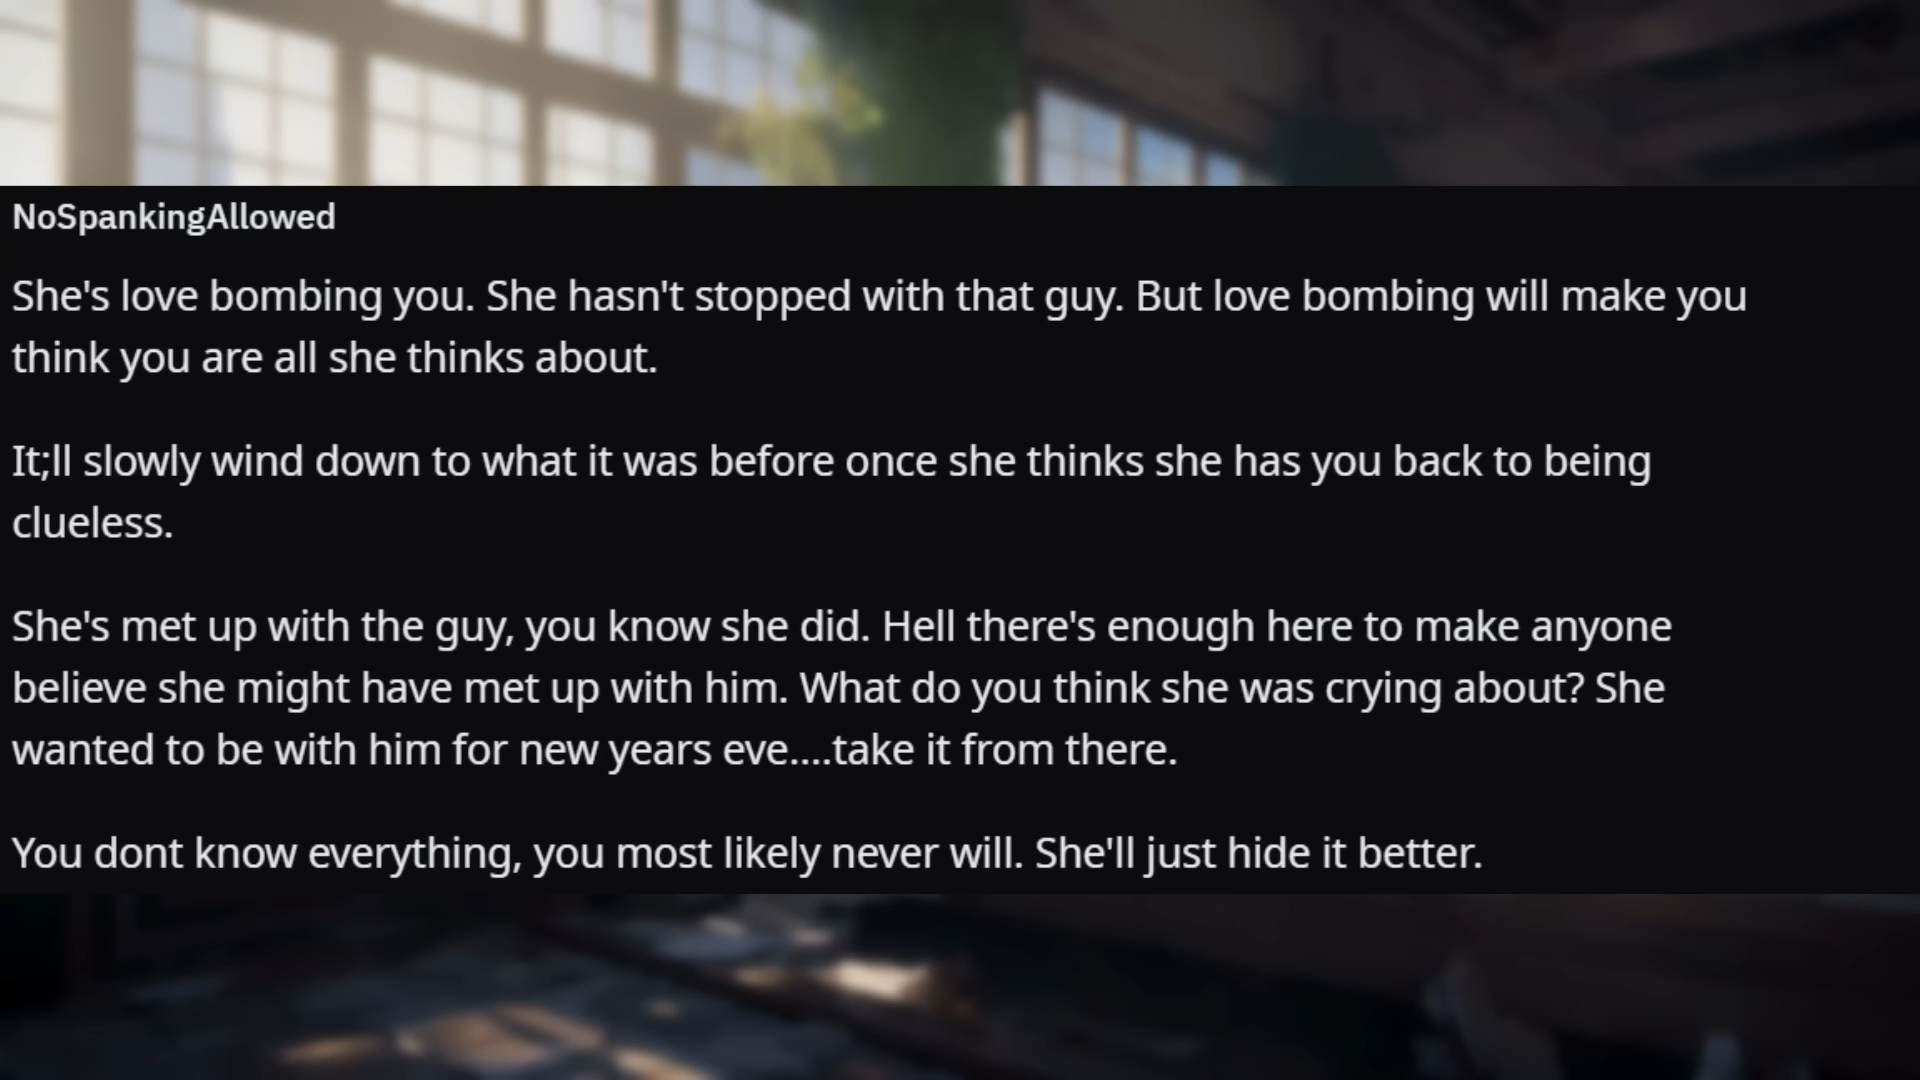 NoSpankingAllowed
She's love bombing you. She hasn't stopped with that guy. But love bombing will make you
think you are all she thinks about.
It;ll slowly wind down to what it was before once she thinks she has you back to being
clueless.
She's met up with the guy, you know she did. Hell there's enough here to make anyone
believe she might have met up with him. What do you think she was crying about? She
wanted to be with him for new years eve....take it from there.
You dont know everything, you most likely never will. She'll just hide it better.